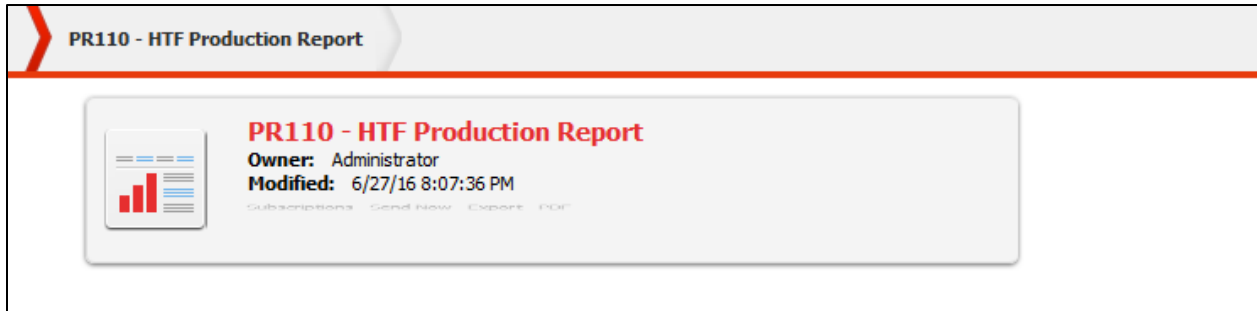 PR110 - HTF Production Report
PR110 - HTF Production Report
Owner: Administrator
Modified: 6/27/16 8:07:36 PM
Subscriptions Send Now Export PDF